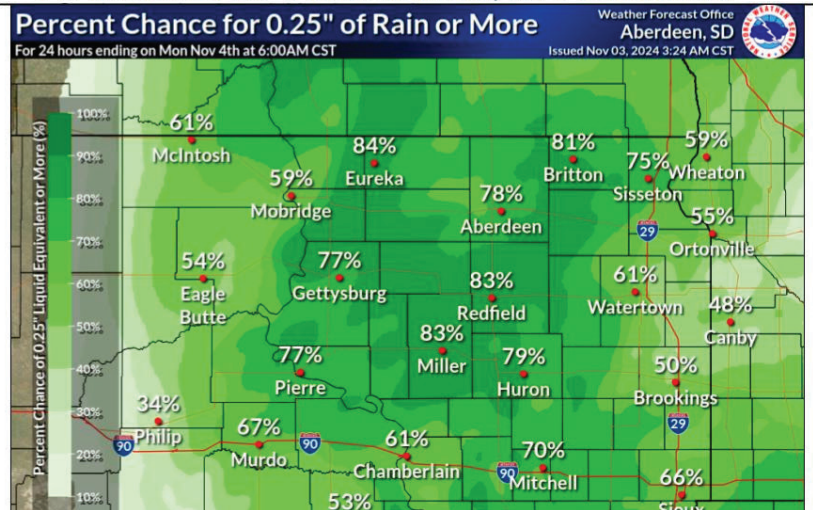 Percent Chance for 0.25" of Rain or More
For 24 hours ending on Mon Nov 4th at 6:00AM CST
Weather Forecast Office
Aberdeen, SD
Issued Nov 03, 2024 3:24 AM CST
NATIONAL WEATHER SERVICE
Percent Chance of 0.25" Liquid Equivalent or More (%)
100%
90%
80%
70%
60%
50%
40%
30%
20%
10%
61%
McIntosh
84%
Eureka
81%
Britton
75%
Sisseton
59%
Wheaton
59%
Mobridge
78%
Aberdeen
55%
Ortonville
29
54%
Eagle
Butte
77%
Gettysburg
83%
Redfield
61%
Watertown
48%
Canby
83%
Miller
77%
Pierre
79%
Huron
50%
Brookings
34%
Philip
67%
Murdo
61%
Chamberlain
70%
Mitchell
66%
Sioux
53%
90
90
90
29